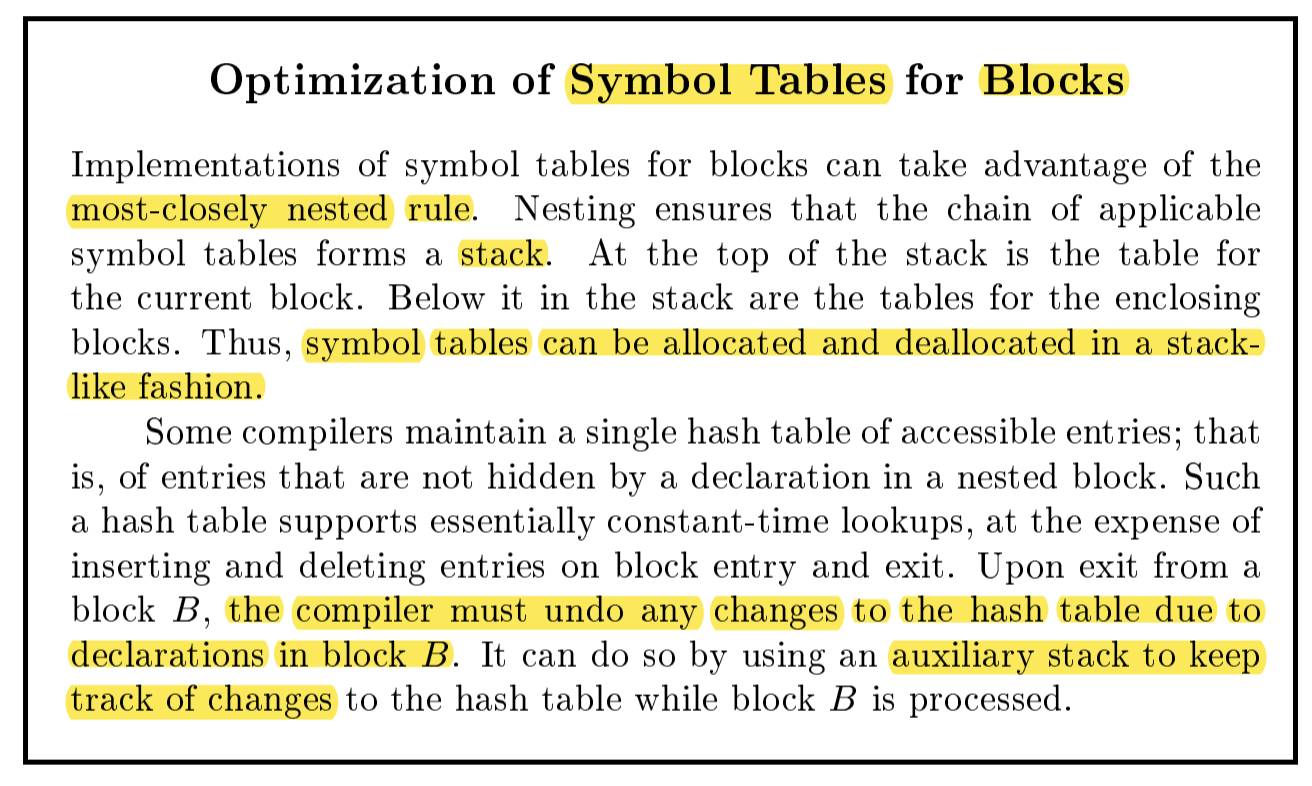 Optimization of Symbol Tables for Blocks
Implementations of symbol tables for blocks can take advantage of the
most-closely nested rule. Nesting ensures that the chain of applicable
symbol tables forms a stack. At the top of the stack is the table for
the current block. Below it in the stack are the tables for the enclosing
blocks. Thus, symbol tables can be allocated and deallocated in a stack-
like fashion.
Some compilers maintain a single hash table of accessible entries; that
is, of entries that are not hidden by a declaration in a nested block. Such
a hash table supports essentially constant-time lookups, at the expense of
inserting and deleting entries on block entry and exit. Upon exit from a
block B, the compiler must undo any changes to the hash table due to
declarations in block B. It can do so by using an auxiliary stack to keep
track of changes to the hash table while block B is processed.